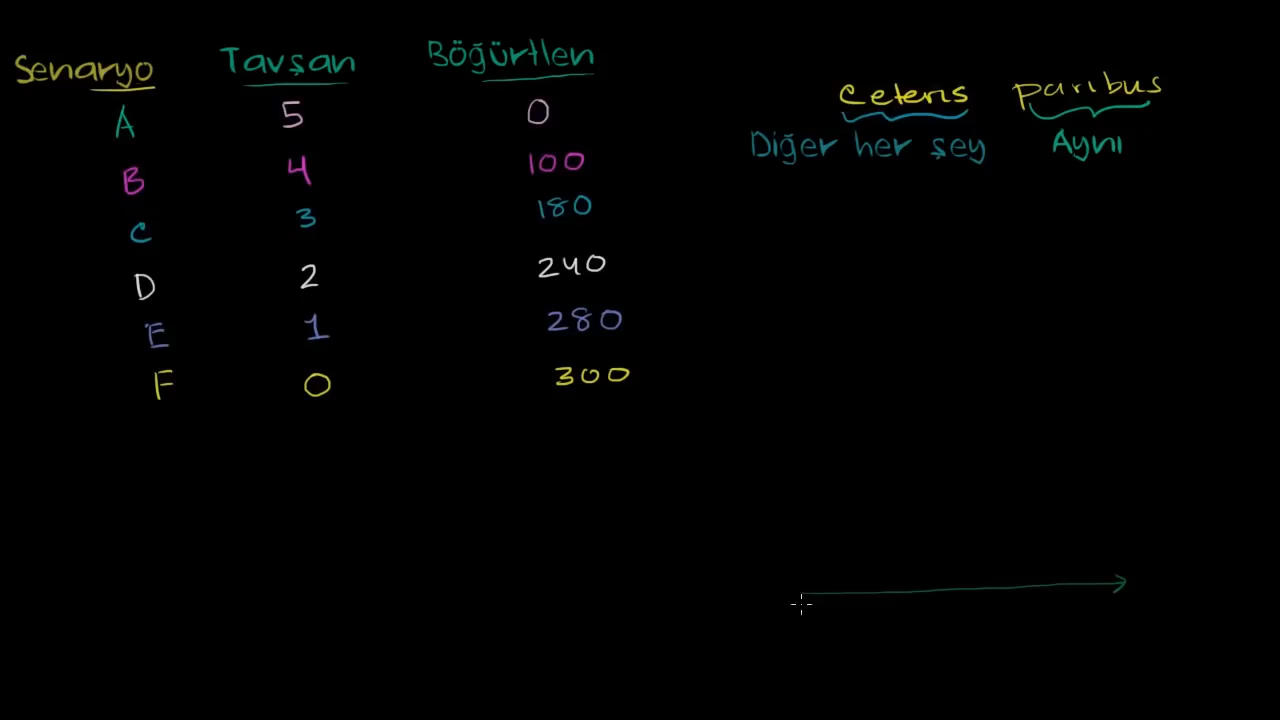 Senaryo Tavşan Böğürtlen
A 5 0
B 4 100
C 3 180
D 2 240
E 1 280
F 0 300
ceteris paribus
Diğer her şey Aynı